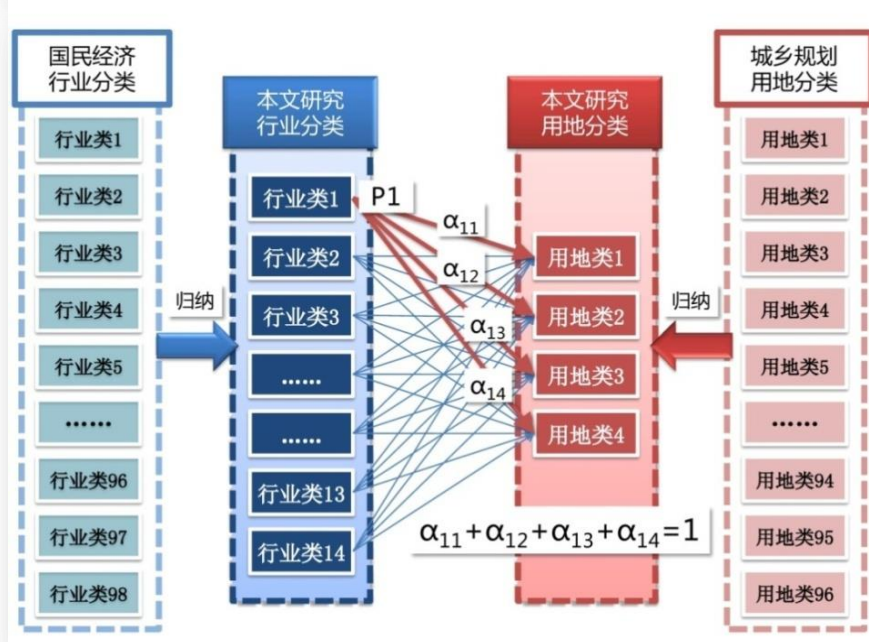 国民经济
行业分类
行业类1
行业类2
行业类3
行业类4
行业类5
……
行业类96
行业类97
行业类98
归纳
本文研究
行业分类
行业类1
行业类2
行业类3
……
……
行业类13
行业类14
P1
α₁₁
α₁₂
α₁₃
α₁₄
α₁₁+α₁₂+α₁₃+α₁₄=1
本文研究
用地分类
用地类1
用地类2
用地类3
用地类4
归纳
城乡规划
用地分类
用地类1
用地类2
用地类3
用地类4
用地类5
……
用地类94
用地类95
用地类96